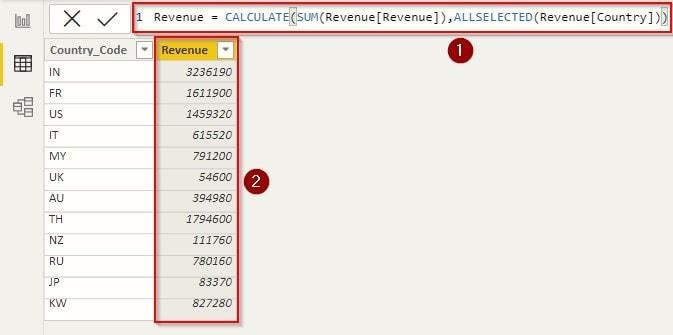 1 Revenue = CALCULATE(SUM(Revenue[Revenue]),ALLSELECTED(Revenue[Country]))
1
Country_Code Revenue
IN 3236190
FR 1611900
US 1459320
IT 615520
MY 791200
UK 54600
2
AU 394980
TH 1794600
NZ 111760
RU 780160
JP 83370
KW 827280